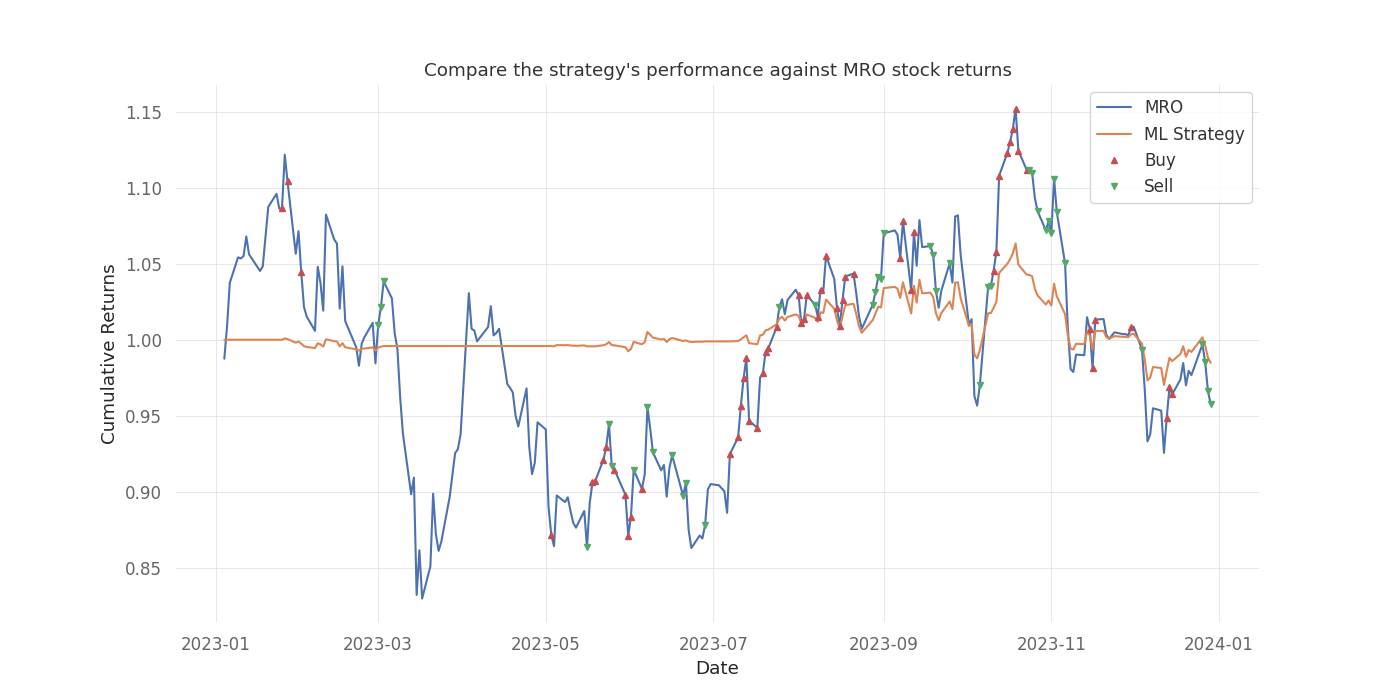 Compare the strategy's performance against MRO stock returns
MRO
ML Strategy
Buy
Sell
Cumulative Returns
1.15
1.10
1.05
1.00
0.95
0.90
0.85
2023-01
2023-03
2023-05
2023-07
2023-09
2023-11
2024-01
Date